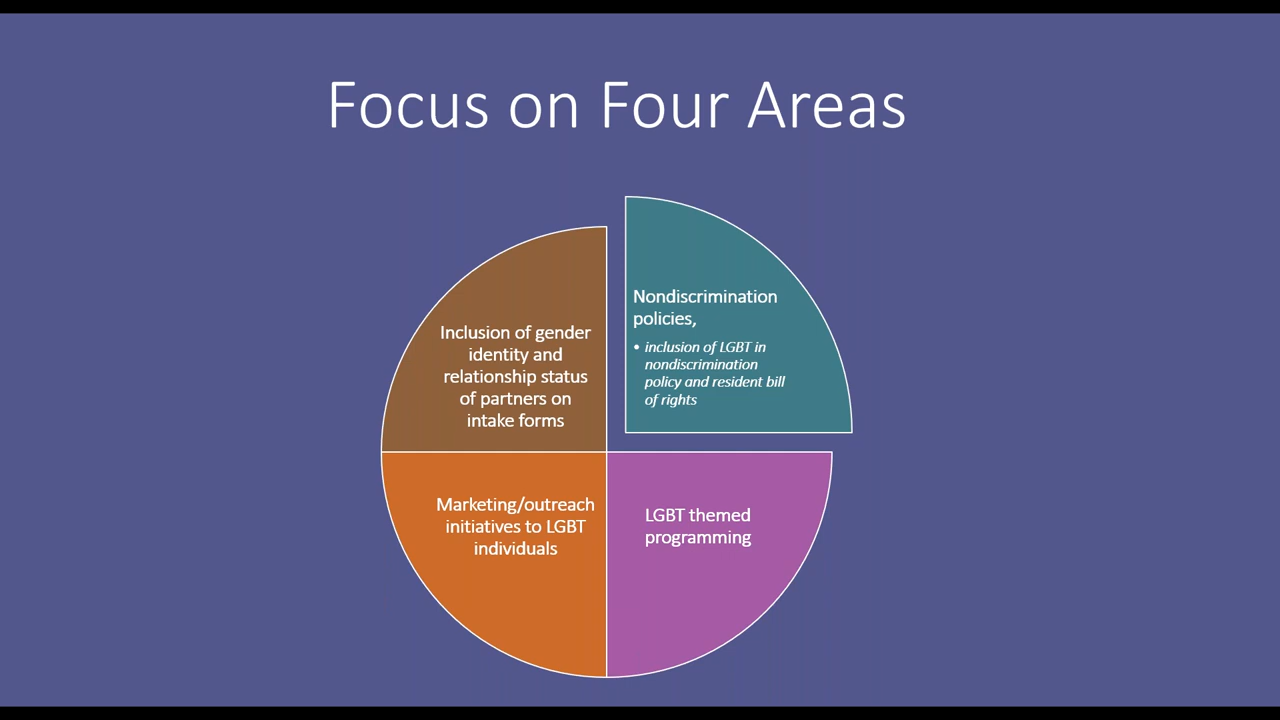 Focus on Four Areas
Nondiscrimination
policies,
• inclusion of LGBT in
nondiscrimination
policy and resident bill
of rights
Inclusion of gender
identity and
relationship status
of partners on
intake forms
Marketing/outreach
initiatives to LGBT
individuals
LGBT themed
programming